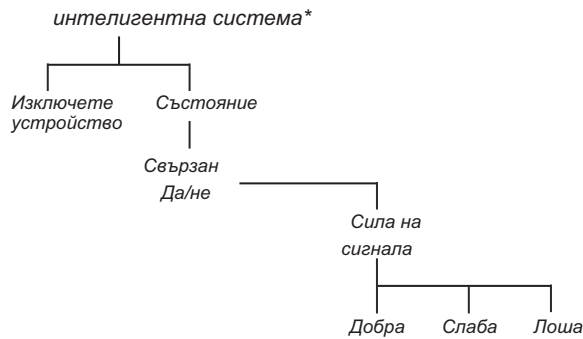 интелигентна система*
Изключете Състояние
устройство
Свързан
Да/не
Сила на
сигнала
Добра Слаба Лоша